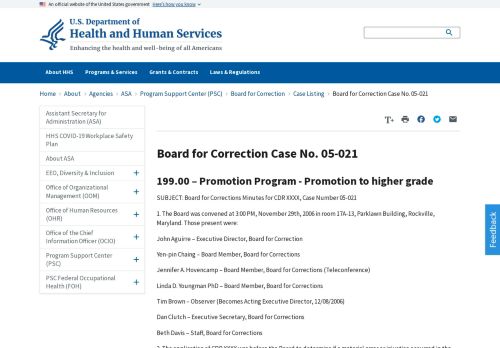 An official website of the United States government Here's how you know
U.S. Department of
Health and Human Services
Enhancing the health and well-being of all Americans
About HHS Programs & Services Grants & Contracts Laws & Regulations
Home › About › Agencies › ASA › Program Support Center (PSC) › Board for Correction › Case Listing › Board for Correction Case No. 05-021
Assistant Secretary for
Administration (ASA)
HHS COVID-19 Workplace Safety
Plan
About ASA
EEO, Diversity & Inclusion +
Office of Organizational
Management (OOM) +
Office of Human Resources
(OHR) +
Office of the Chief
Information Officer (OCIO) +
Program Support Center
(PSC) +
PSC Federal Occupational
Health (FOH) +
T+
Board for Correction Case No. 05-021
199.00 – Promotion Program - Promotion to higher grade
SUBJECT: Board for Corrections Minutes for CDR XXXX, Case Number 05-021
1. The Board was convened at 3:00 PM, November 29th, 2006 in room 17A-13, Parklawn Building, Rockville,
Maryland. Those present were:
John Aguirre – Executive Director, Board for Correction
Yen-pin Chaing – Board Member, Board for Corrections
Jennifer A. Hovencamp – Board Member, Board for Corrections (Teleconference)
Linda D. Youngman PhD – Board Member, Board for Corrections
Tim Brown – Observer (Becomes Acting Executive Director, 12/08/2006)
Dan Clutch – Executive Secretary, Board for Corrections
Beth Davis – Staff, Board for Corrections
Feedback